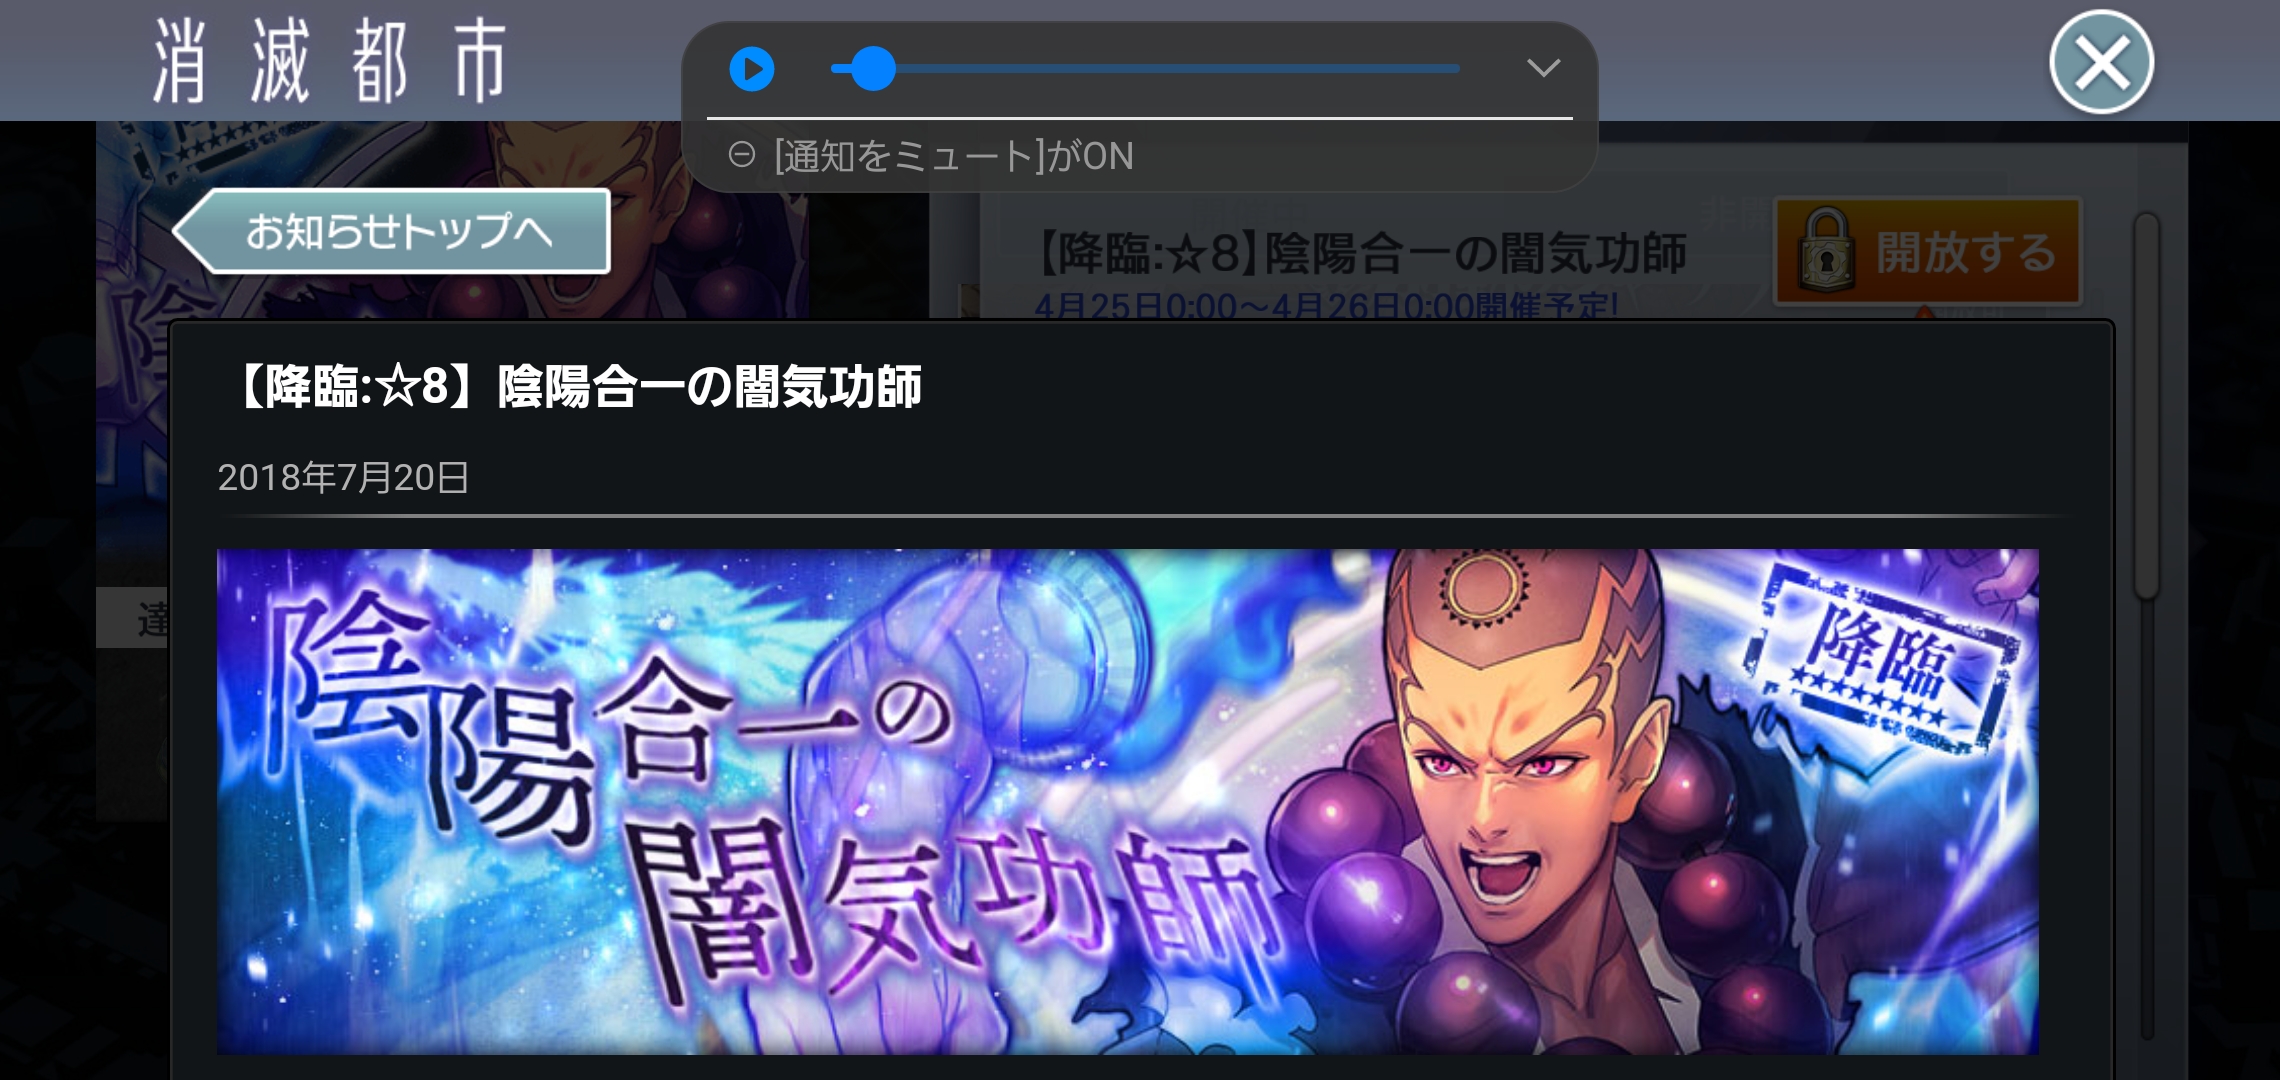 消滅都市
[通知をミュート]がON
お知らせトップへ
【降臨:☆8】陰陽合一の闇気功師
開放する
4月25日0:00～4月26日0:00開催予定!
【降臨:☆8】陰陽合一の闇気功師
2018年7月20日
陰陽合一の
闇気功師
降臨
★★★★★★★★